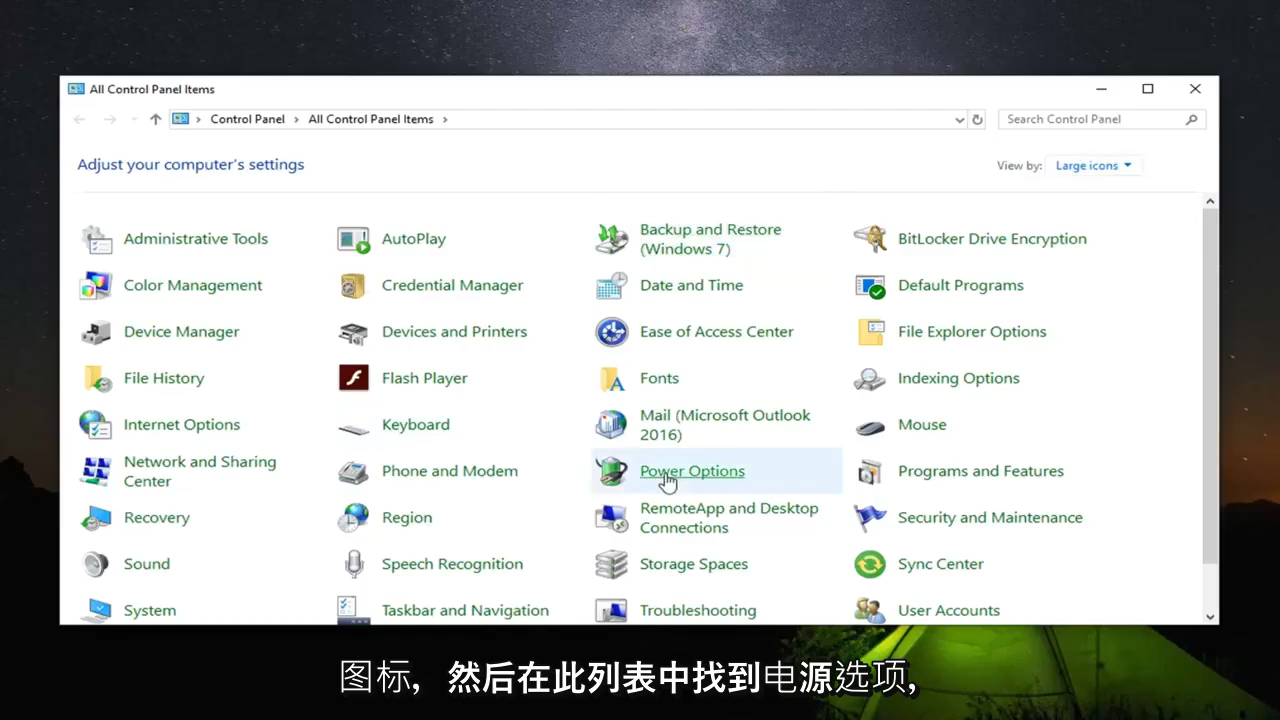 All Control Panel Items
Control Panel > All Control Panel Items >
Search Control Panel
Adjust your computer's settings
View by: Large icons
Administrative Tools
AutoPlay
Backup and Restore
(Windows 7)
BitLocker Drive Encryption
Color Management
Credential Manager
Date and Time
Default Programs
Device Manager
Devices and Printers
Ease of Access Center
File Explorer Options
File History
Flash Player
Fonts
Indexing Options
Internet Options
Keyboard
Mail (Microsoft Outlook
2016)
Mouse
Network and Sharing
Center
Phone and Modem
Power Options
Programs and Features
Recovery
Region
RemoteApp and Desktop
Connections
Security and Maintenance
Sound
Speech Recognition
Storage Spaces
Sync Center
System
Taskbar and Navigation
Troubleshooting
User Accounts
图标，然后在此列表中找到电源选项，